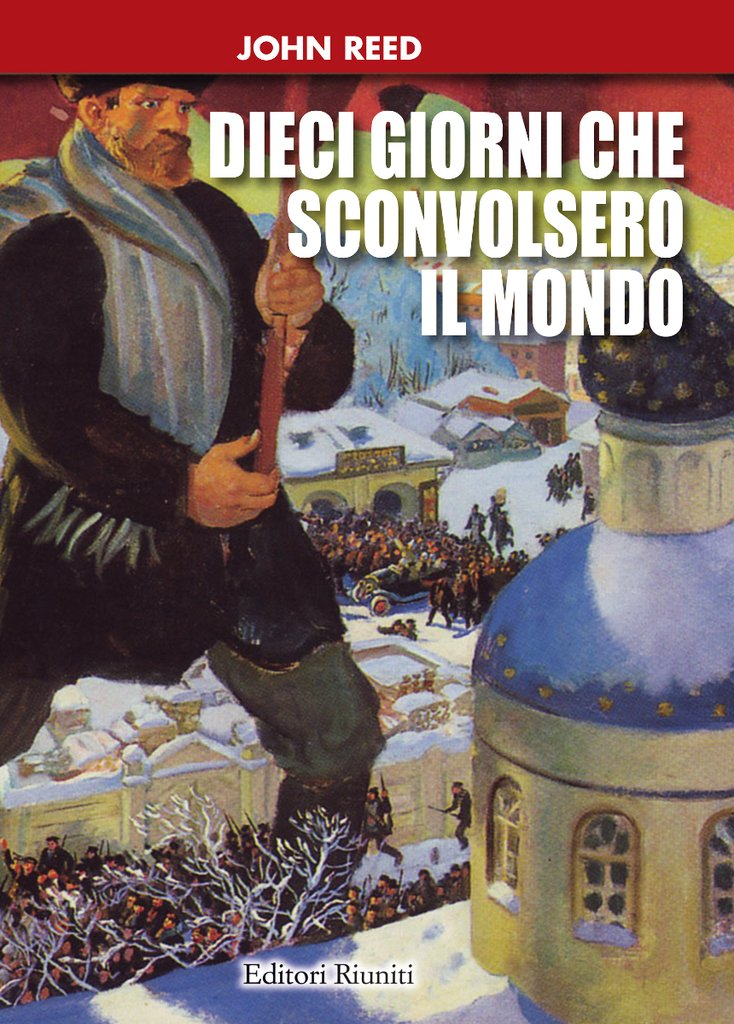 JOHN REED
DIECI GIORNI CHE
SCONVOLSERO
IL MONDO
Editori Riuniti